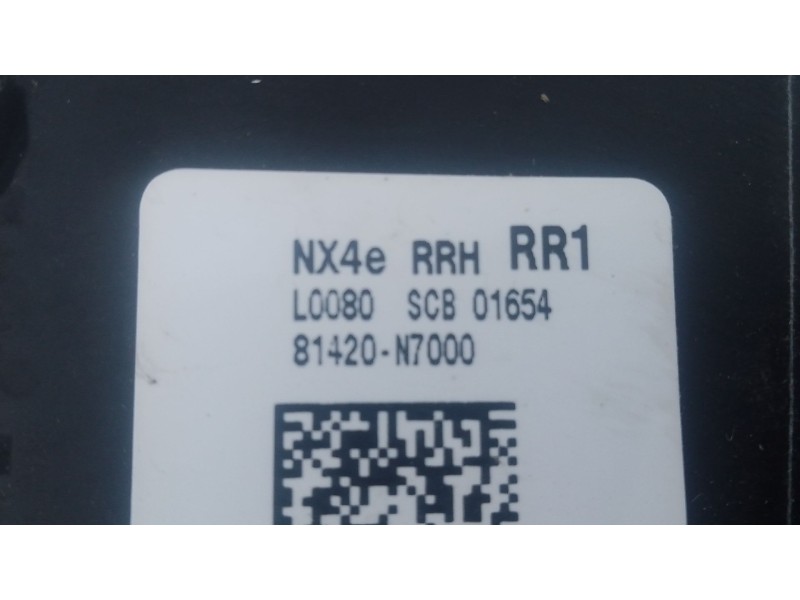 NX4e RRH RR1
L0080 SCB 01654
81420-N7000